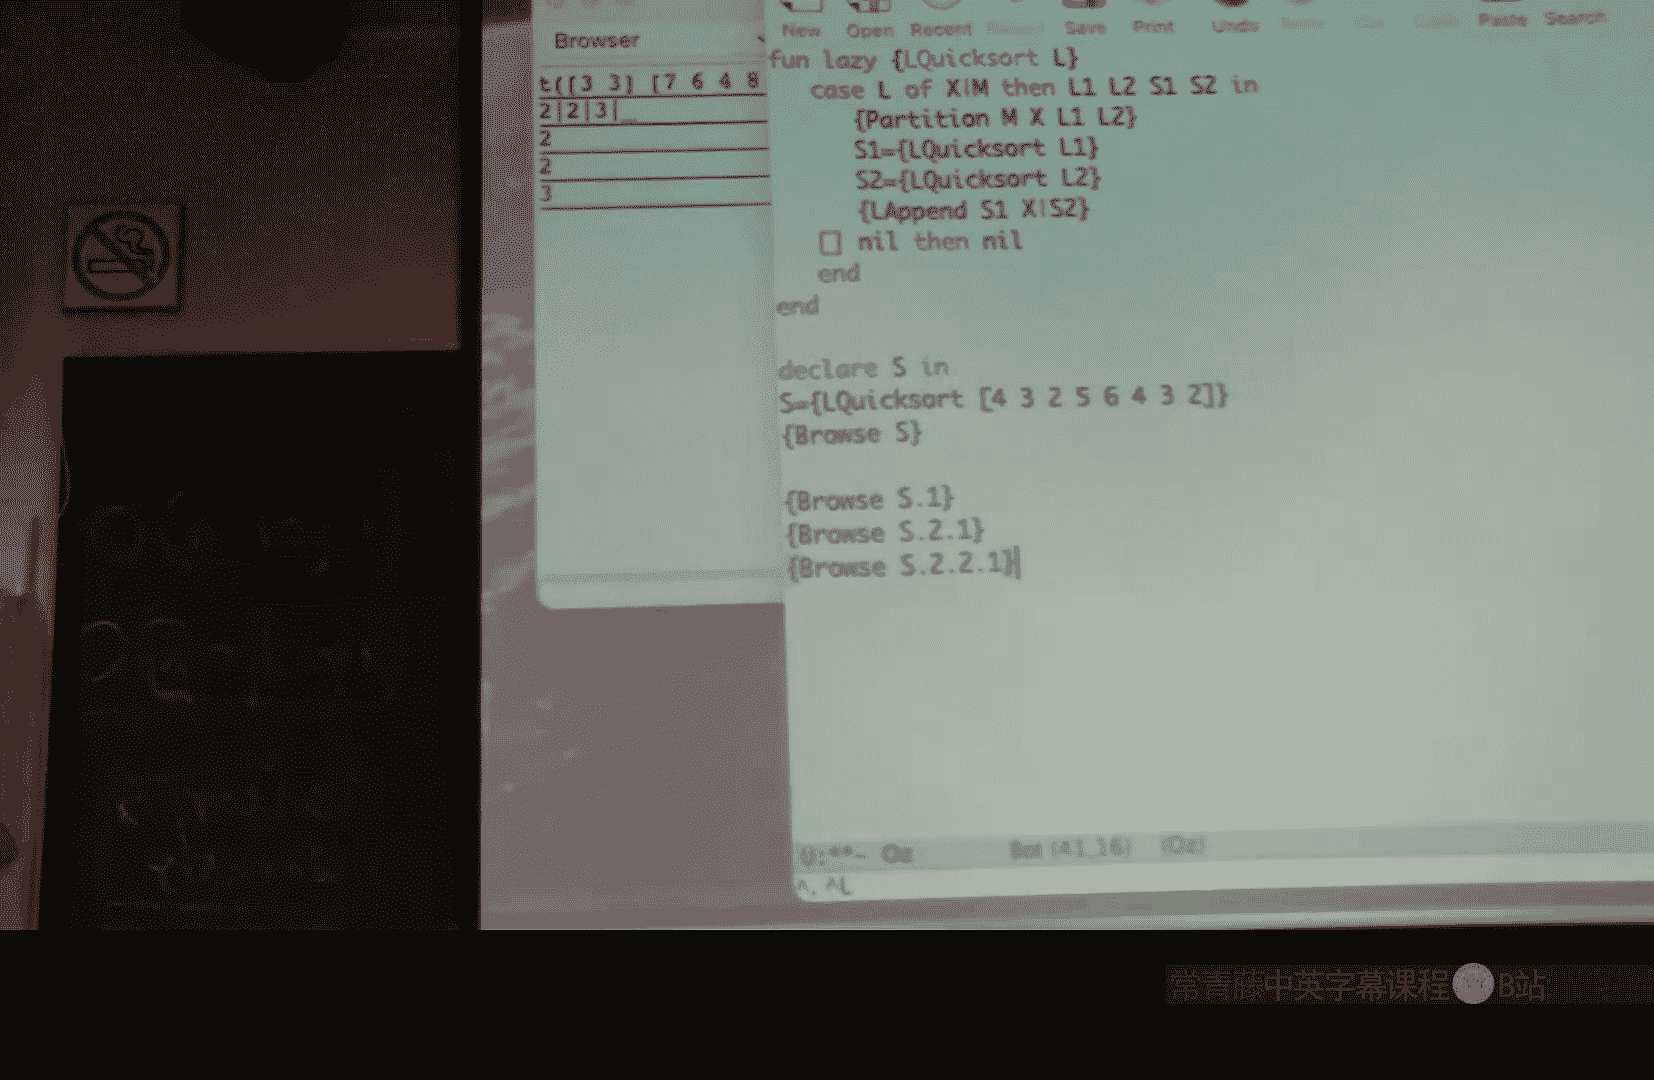 Browser
t([3 3] [7 6 4 8
2|2|3|_
2
2
3
New Open Recent Save Print Undo Paste Search
fun lazy {LQuicksort L}
case L of X|M then L1 L2 S1 S2 in
{Partition M X L1 L2}
S1={LQuicksort L1}
S2={LQuicksort L2}
{LAppend S1 X|S2}
[] nil then nil
end
end
declare S in
S={LQuicksort [4 3 2 5 6 4 3 2]}
{Browse S}
{Browse S.1}
{Browse S.2.1}
{Browse S.2.2.1}
U:**- Oz Bot (41,16) (Oz)
^. ^L
常青藤中英字幕课程 B站